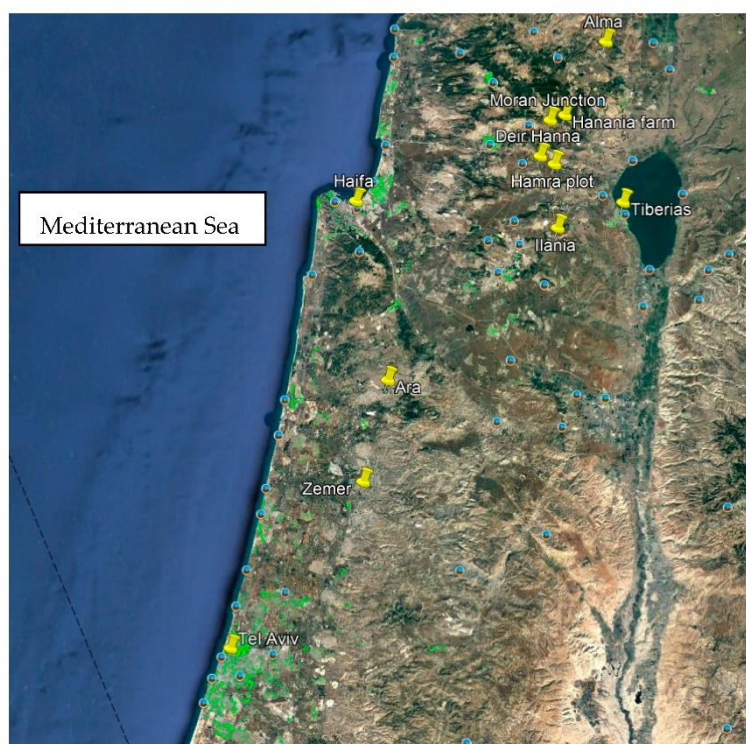 Alma
Moran Junction
Hanania farm
Deir Hanna
Hamra plot
Haifa
Tiberias
Mediterranean Sea
Ilania
Ara
Zemer
Tel Aviv